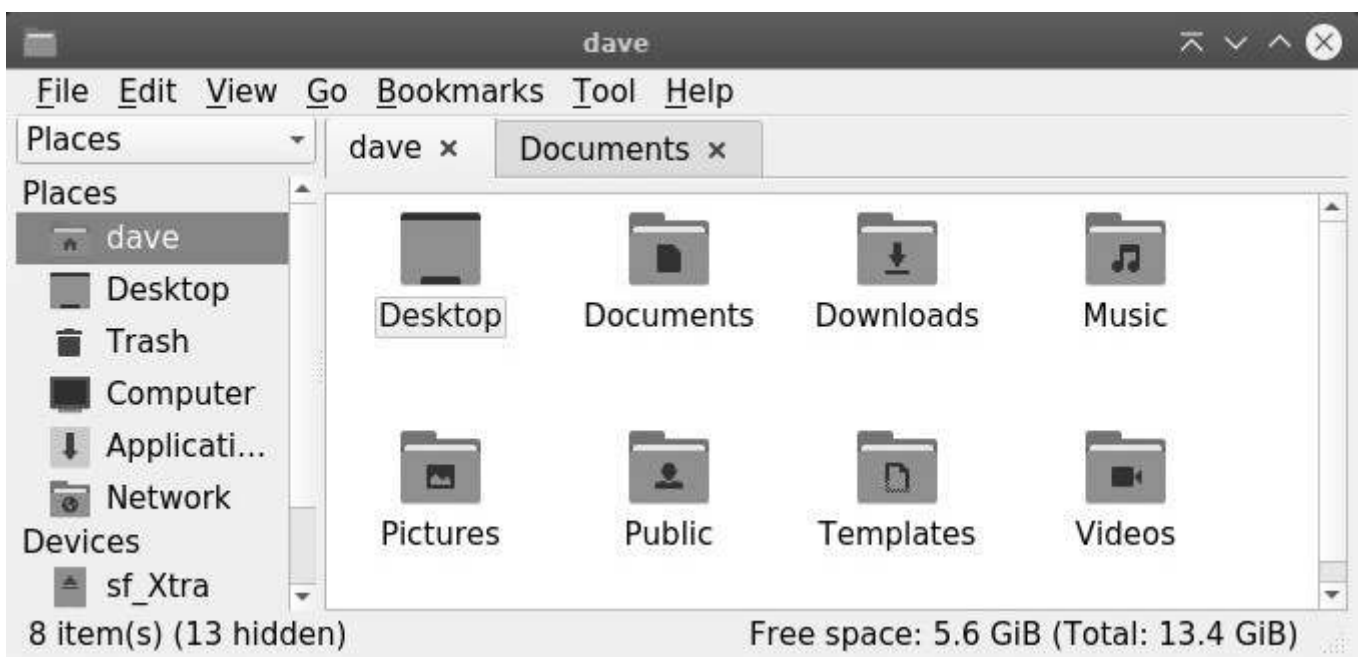 dave
File Edit View Go Bookmarks Tool Help
Places
dave
Documents
Places
dave
Desktop
Trash
Computer
Applicati...
Network
Devices
sf_Xtra
Desktop Documents Downloads Music
Pictures Public Templates Videos
8 item(s) (13 hidden)
Free space: 5.6 GiB (Total: 13.4 GiB)